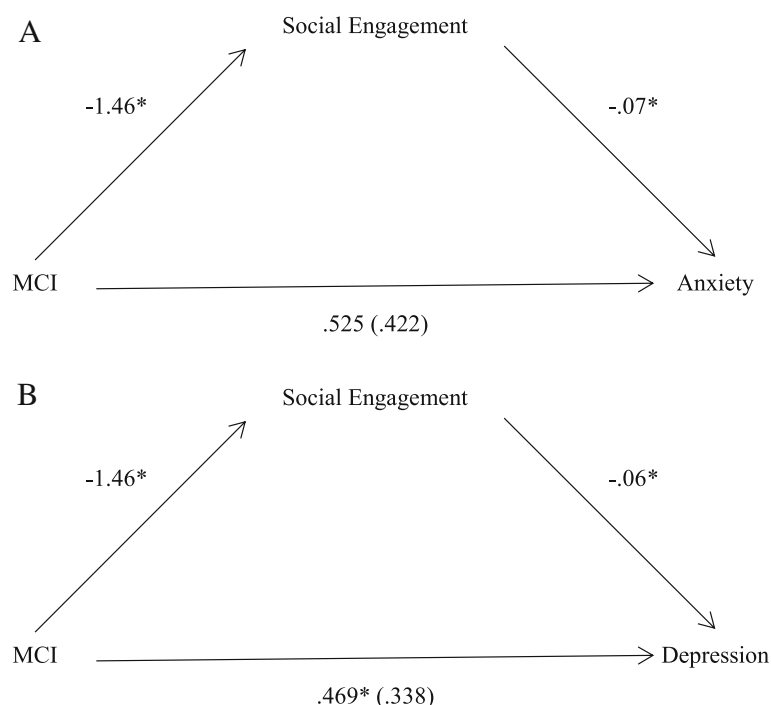 A
Social Engagement
-1.46*
-.07*
MCI
Anxiety
.525 (.422)
B
Social Engagement
-1.46*
-.06*
MCI
Depression
.469* (.338)